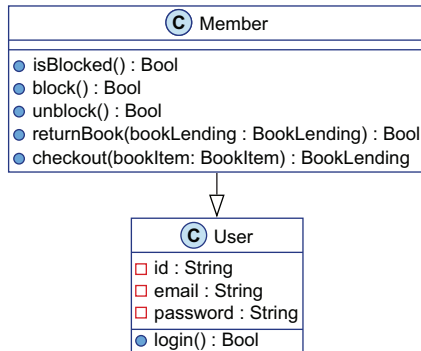 C Member
isBlocked() : Bool
block() : Bool
unblock() : Bool
returnBook(bookLending : BookLending) : Bool
checkout(bookItem: BookItem) : BookLending
C User
id : String
email : String
password : String
login() : Bool